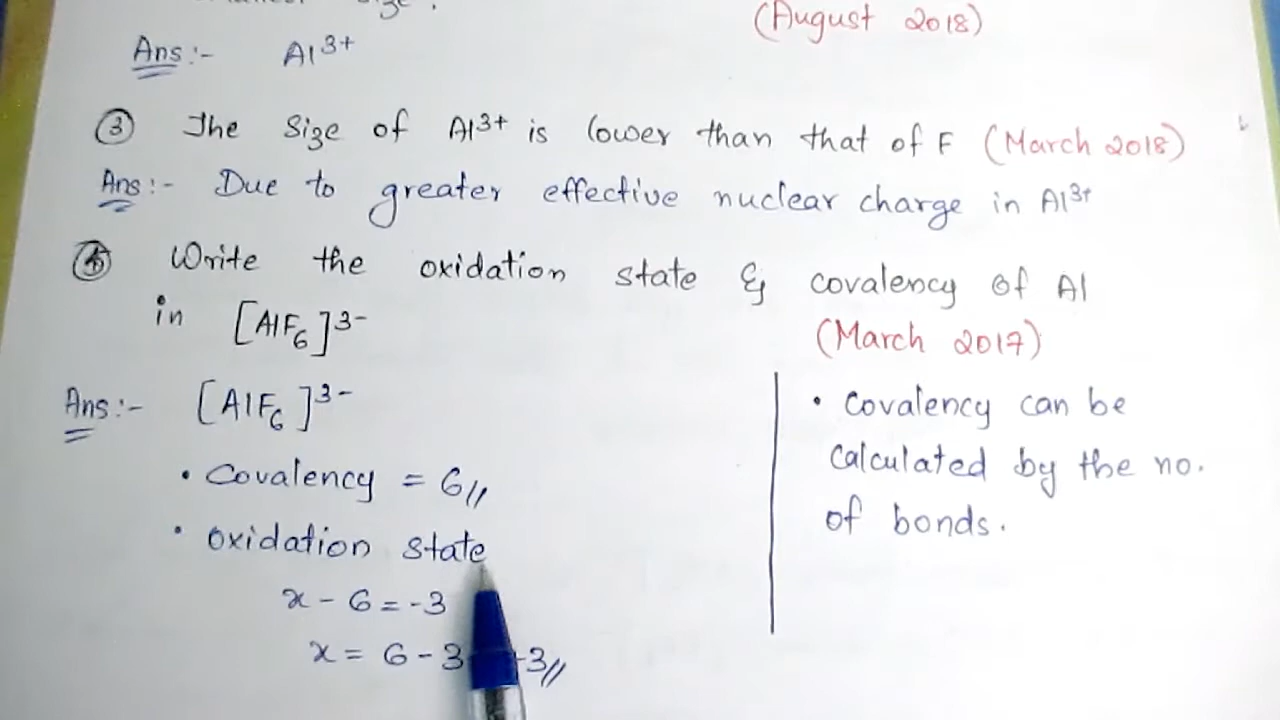 size.
(August 2018)
Ans:- Al³⁺
③ The size of Al³⁺ is lower than that of F (March 2018)
Ans:- Due to greater effective nuclear charge in Al³⁺
④ Write the oxidation state & covalency of Al
in [AlF₆]³⁻
(March 2017)
Ans:- [AlF₆]³⁻
• Covalency = 6//
• oxidation state
x - 6 = -3
x = 6 - 3 -3//
• Covalency can be
calculated by the no.
of bonds.